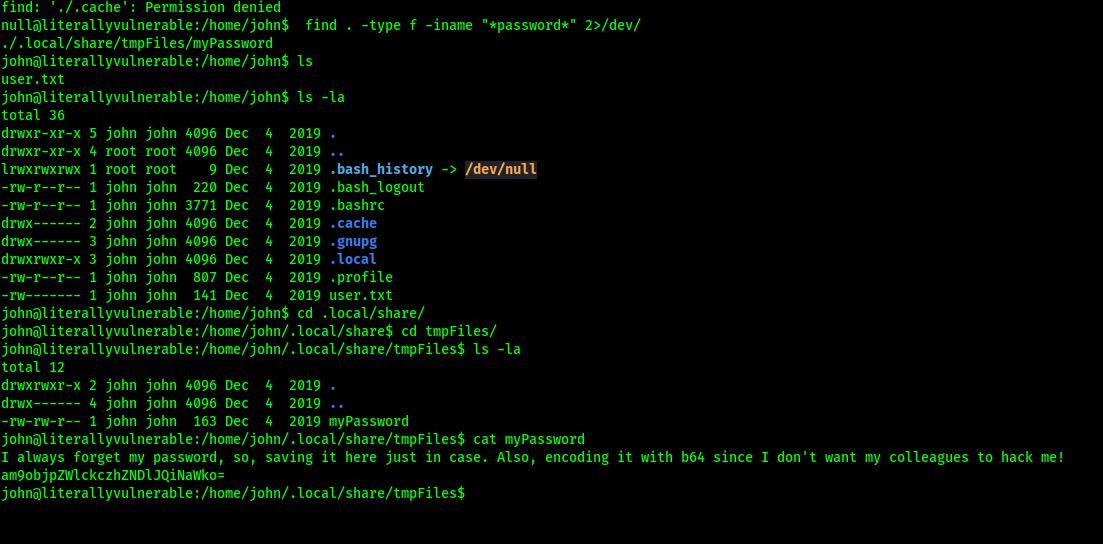 find: './.cache': Permission denied
null@literallyvulnerable:/home/john$  find . -type f -iname "*password*" 2>/dev/
./.local/share/tmpFiles/myPassword
john@literallyvulnerable:/home/john$ ls
user.txt
john@literallyvulnerable:/home/john$ ls -la
total 36
drwxr-xr-x 5 john john 4096 Dec  4  2019 .
drwxr-xr-x 4 root root 4096 Dec  4  2019 ..
lrwxrwxrwx 1 root root    9 Dec  4  2019 .bash_history -> /dev/null
-rw-r--r-- 1 john john  220 Dec  4  2019 .bash_logout
-rw-r--r-- 1 john john 3771 Dec  4  2019 .bashrc
drwx------ 2 john john 4096 Dec  4  2019 .cache
drwx------ 3 john john 4096 Dec  4  2019 .gnupg
drwxrwxr-x 3 john john 4096 Dec  4  2019 .local
-rw-r--r-- 1 john john  807 Dec  4  2019 .profile
-rw------- 1 john john  141 Dec  4  2019 user.txt
john@literallyvulnerable:/home/john$ cd .local/share/
john@literallyvulnerable:/home/john/.local/share$ cd tmpFiles/
john@literallyvulnerable:/home/john/.local/share/tmpFiles$ ls -la
total 12
drwxrwxr-x 2 john john 4096 Dec  4  2019 .
drwx------ 4 john john 4096 Dec  4  2019 ..
-rw-rw-r-- 1 john john  163 Dec  4  2019 myPassword
john@literallyvulnerable:/home/john/.local/share/tmpFiles$ cat myPassword
I always forget my password, so, saving it here just in case. Also, encoding it with b64 since I don't want my colleagues to hack me!
am9objpZWlckczhZNDlJQiNaWko=
john@literallyvulnerable:/home/john/.local/share/tmpFiles$